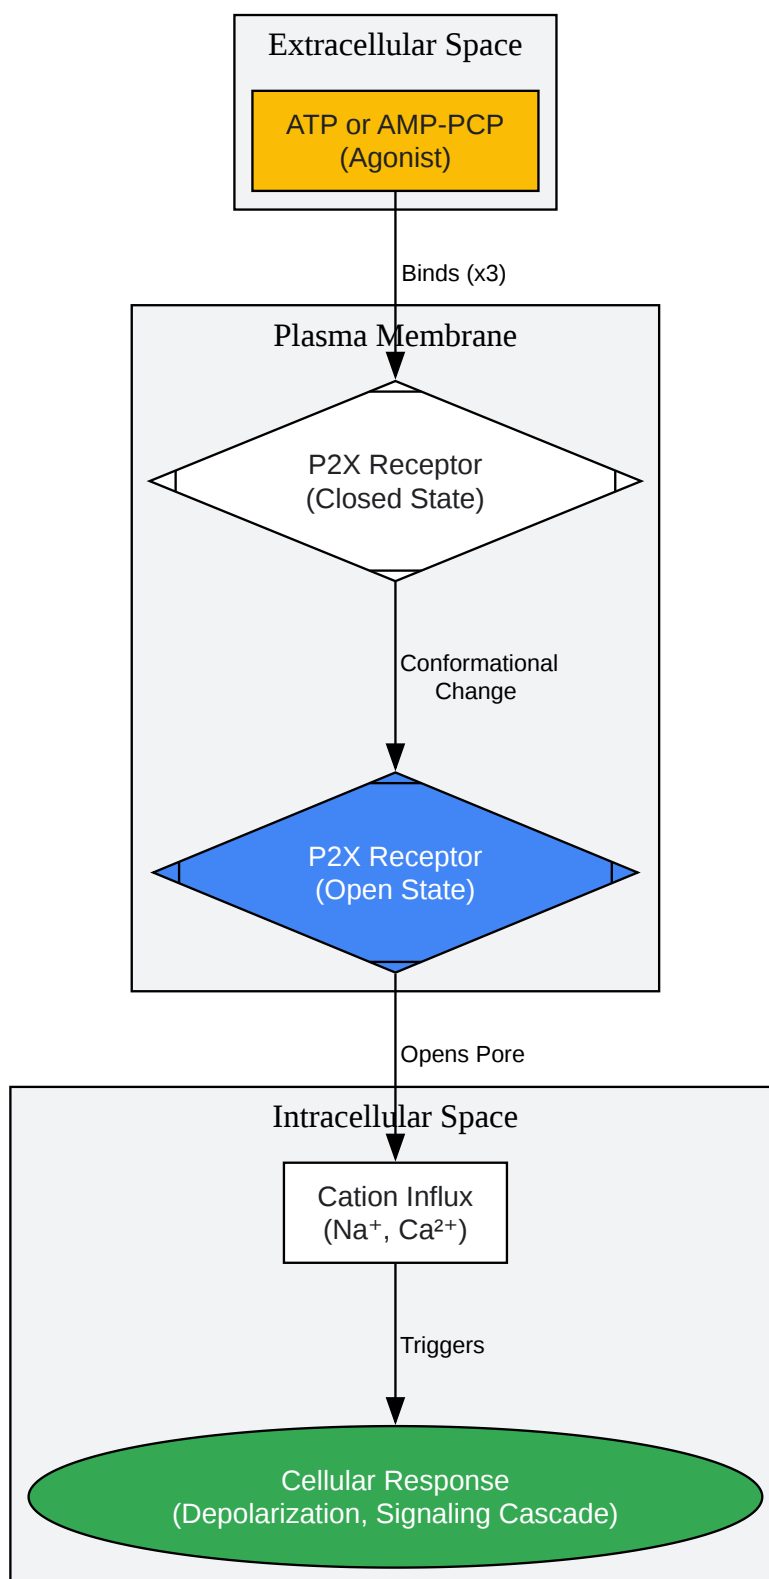 Extracellular Space
ATP or AMP-PCP
(Agonist)
Binds (x3)
Plasma Membrane
P2X Receptor
(Closed State)
Conformational
Change
P2X Receptor
(Open State)
Opens Pore
Intracellular Space
Cation Influx
(Na⁺, Ca²⁺)
Triggers
Cellular Response
(Depolarization, Signaling Cascade)